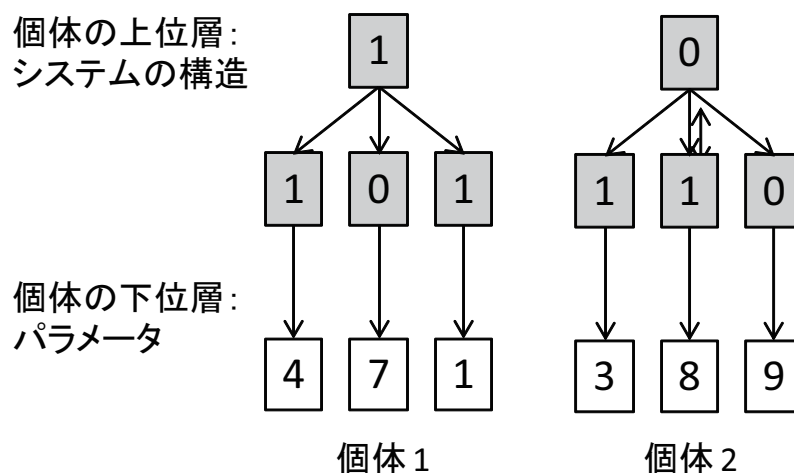 個体の上位層:
システムの構造
1
0
1 0 1
1 1 0
個体の下位層:
パラメータ
4 7 1
3 8 9
個体1
個体2